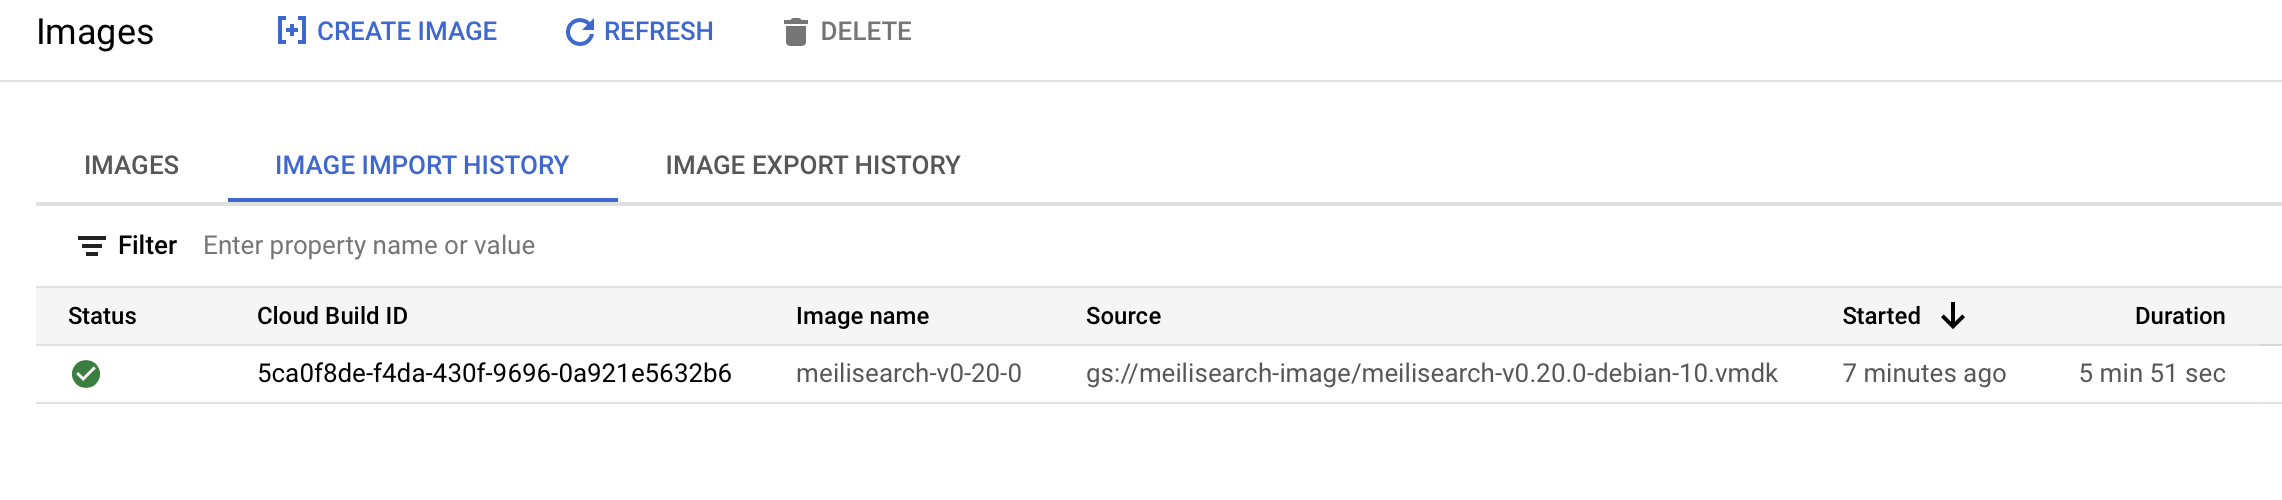 Images CREATE IMAGE REFRESH DELETE
IMAGES IMAGE IMPORT HISTORY IMAGE EXPORT HISTORY
Filter Enter property name or value
Status Cloud Build ID Image name Source Started Duration
5ca0f8de-f4da-430f-9696-0a921e5632b6 meilisearch-v0-20-0 gs://meilisearch-image/meilisearch-v0.20.0-debian-10.vmdk 7 minutes ago 5 min 51 sec